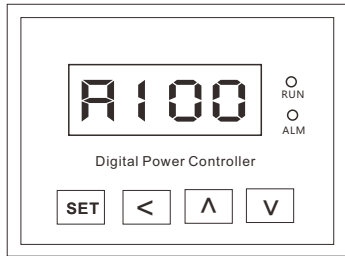 A100
RUN
ALM
Digital Power Controller
SET < ∧ ∨